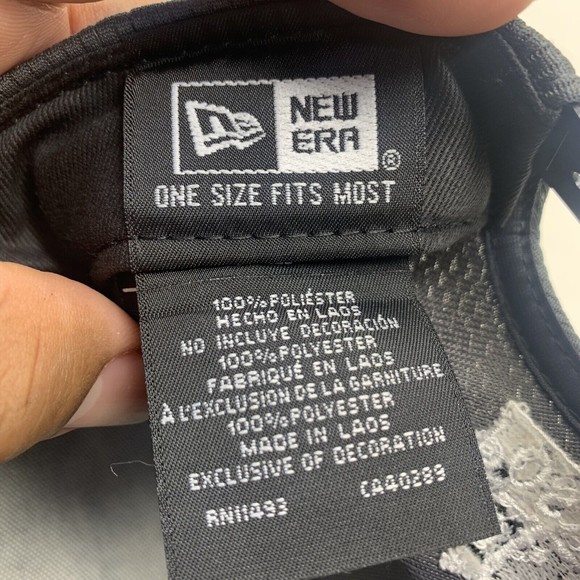 NEW
ERA®
ONE SIZE FITS MOST
100%POLIÉSTER
HECHO EN LAOS
NO INCLUYE DECORACIÓN
100%POLYESTER
FABRIQUÉ EN LAOS
À L'EXCLUSION DE LA GARNITURE
100%POLYESTER
MADE IN LAOS
EXCLUSIVE OF DECORATION
RN11493 CA40289